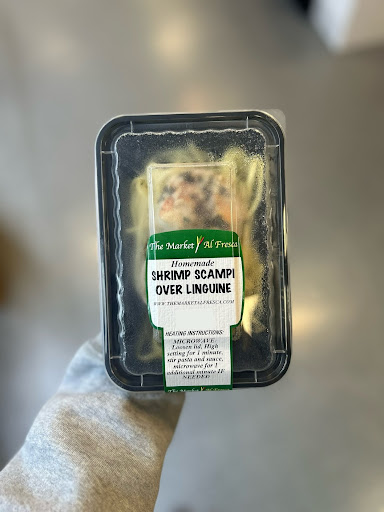 The Market Al Fresca
Homemade
SHRIMP SCAMPI
OVER LINGUINE
WWW.THEMARKETALFRESCA.COM
HEATING INSTRUCTIONS:
MICROWAVE
Loosen lid, High
setting for 1 minute,
stir pasta and sauce,
microwave for 1
additional minute IF
NEEDED